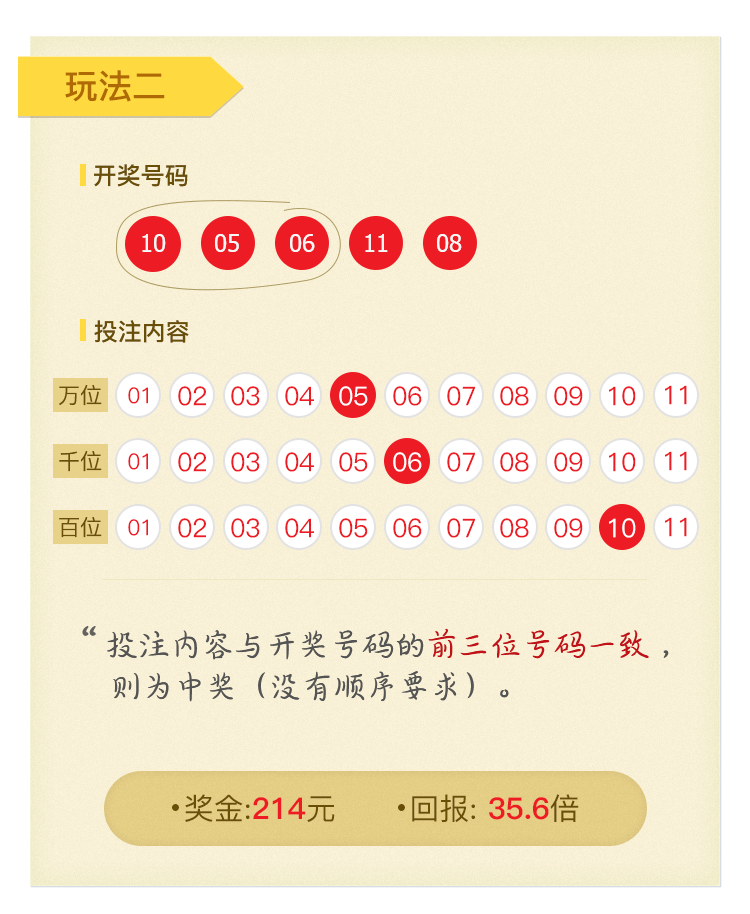 玩法二
开奖号码
10 05 06 11 08
投注内容
万位 01 02 03 04 05 06 07 08 09 10 11
千位 01 02 03 04 05 06 07 08 09 10 11
百位 01 02 03 04 05 06 07 08 09 10 11
“投注内容与开奖号码的前三位号码一致，
则为中奖（没有顺序要求）。
•奖金:214元 •回报: 35.6倍